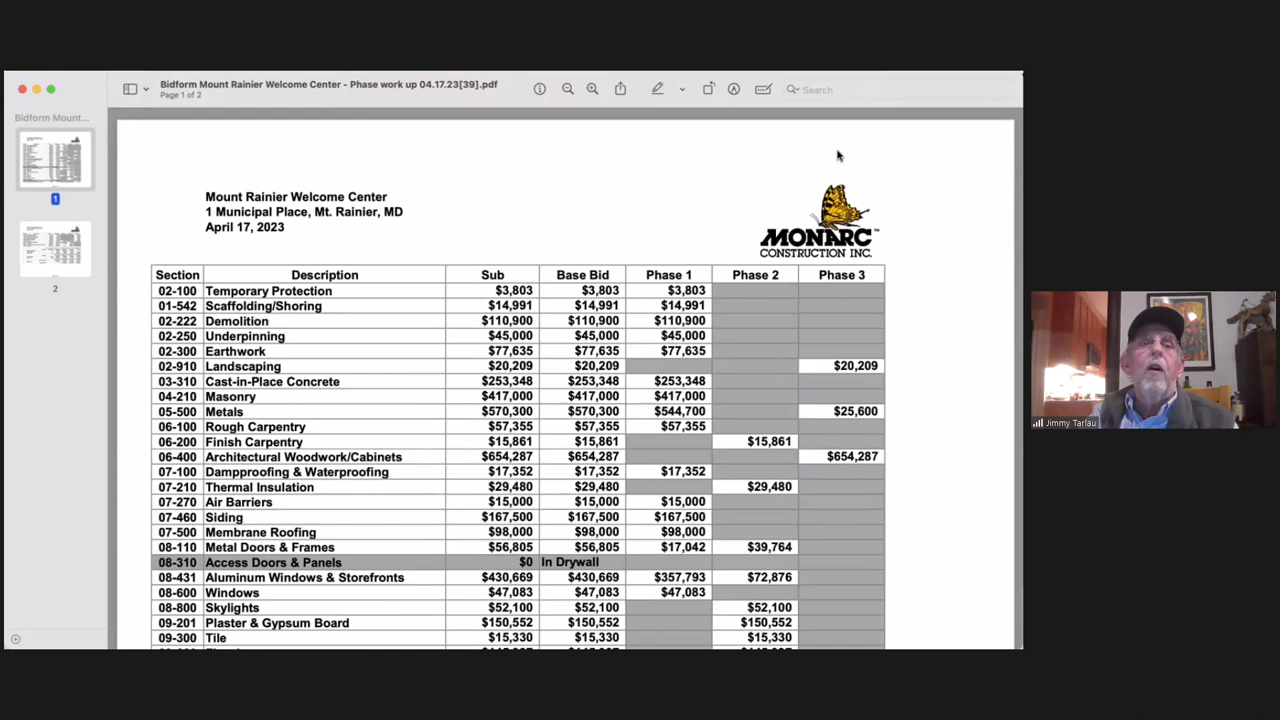 Bidform Mount Rainier Welcome Center - Phase work up 04.17.23[39].pdf
Page 1 of 2
Search
Bidform Mount...
1
2
Mount Rainier Welcome Center
1 Municipal Place, Mt. Rainier, MD
April 17, 2023
MONARC™
CONSTRUCTION INC.
Section Description Sub Base Bid Phase 1 Phase 2 Phase 3
02-100 Temporary Protection $3,803 $3,803 $3,803
01-542 Scaffolding/Shoring $14,991 $14,991 $14,991
02-222 Demolition $110,900 $110,900 $110,900
02-250 Underpinning $45,000 $45,000 $45,000
02-300 Earthwork $77,635 $77,635 $77,635
02-910 Landscaping $20,209 $20,209 $20,209
03-310 Cast-in-Place Concrete $253,348 $253,348 $253,348
04-210 Masonry $417,000 $417,000 $417,000
05-500 Metals $570,300 $570,300 $544,700 $25,600
06-100 Rough Carpentry $57,355 $57,355 $57,355
06-200 Finish Carpentry $15,861 $15,861 $15,861
06-400 Architectural Woodwork/Cabinets $654,287 $654,287 $654,287
07-100 Dampproofing & Waterproofing $17,352 $17,352 $17,352
07-210 Thermal Insulation $29,480 $29,480 $29,480
07-270 Air Barriers $15,000 $15,000 $15,000
07-460 Siding $167,500 $167,500 $167,500
07-500 Membrane Roofing $98,000 $98,000 $98,000
08-110 Metal Doors & Frames $56,805 $56,805 $17,042 $39,764
08-310 Access Doors & Panels $0 In Drywall
08-431 Aluminum Windows & Storefronts $430,669 $430,669 $357,793 $72,876
08-600 Windows $47,083 $47,083 $47,083
08-800 Skylights $52,100 $52,100 $52,100
09-201 Plaster & Gypsum Board $150,552 $150,552 $150,552
09-300 Tile $15,330 $15,330 $15,330
Jimmy Tarlau